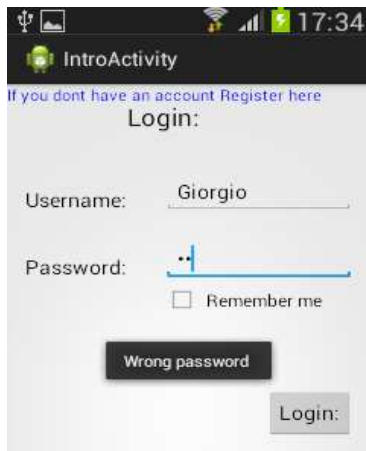 17:34
IntroActivity
If you dont have an account Register here
Login:
Username: Giorgio
Password: ••
Remember me
Wrong password
Login: